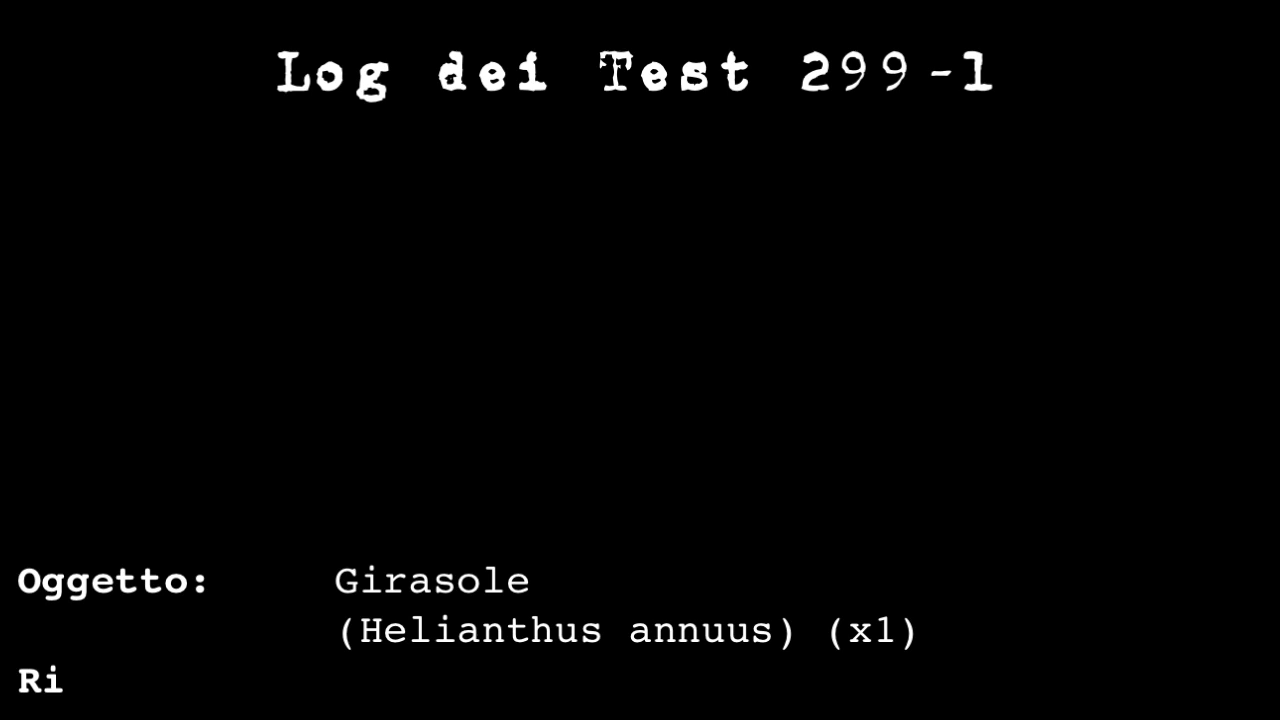 Log dei Test 299-1
Oggetto: Girasole
(Helianthus annuus) (x1)
Ri